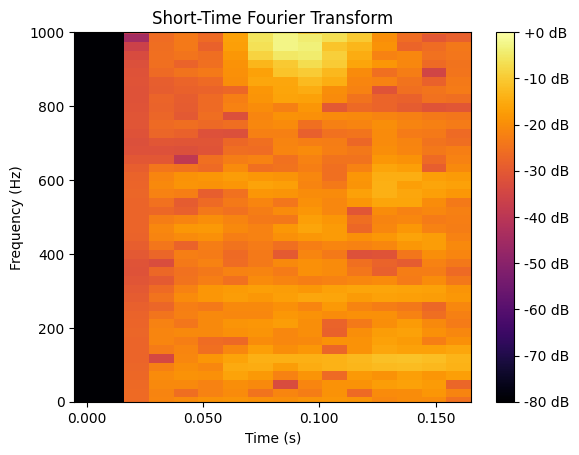 Short-Time Fourier Transform
1000
800
600
400
200
0
Frequency (Hz)
0.000
0.050
0.100
0.150
Time (s)
+0 dB
-10 dB
-20 dB
-30 dB
-40 dB
-50 dB
-60 dB
-70 dB
-80 dB